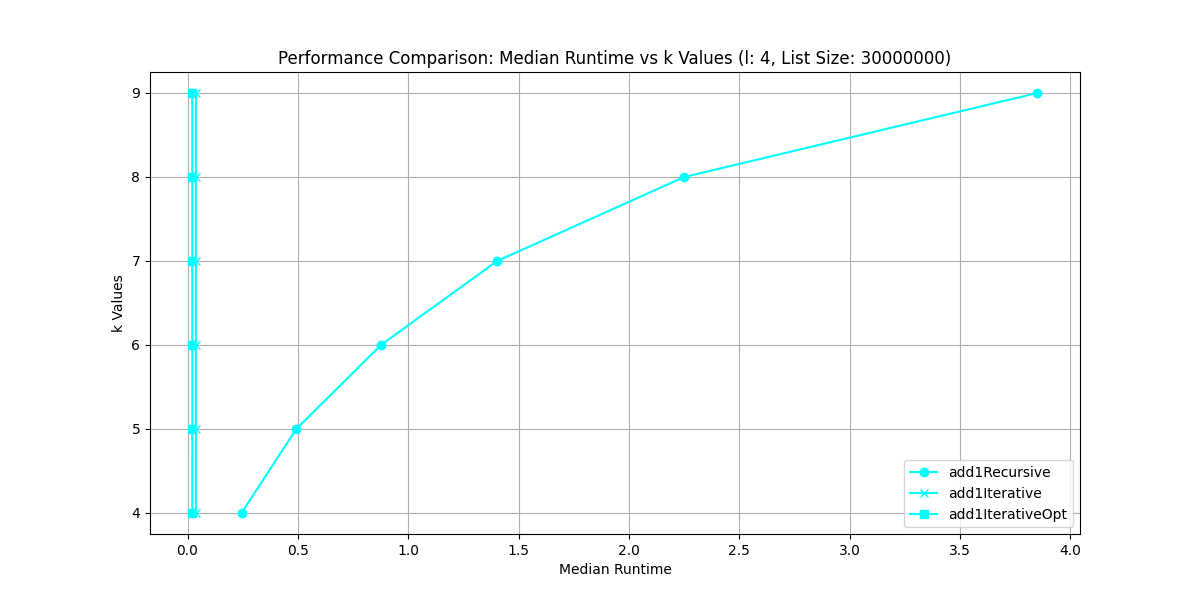 Performance Comparison: Median Runtime vs k Values (l: 4, List Size: 30000000)
9
8
7
6
5
4
k Values
add1Recursive
add1Iterative
add1IterativeOpt
0.0 0.5 1.0 1.5 2.0 2.5 3.0 3.5 4.0
Median Runtime